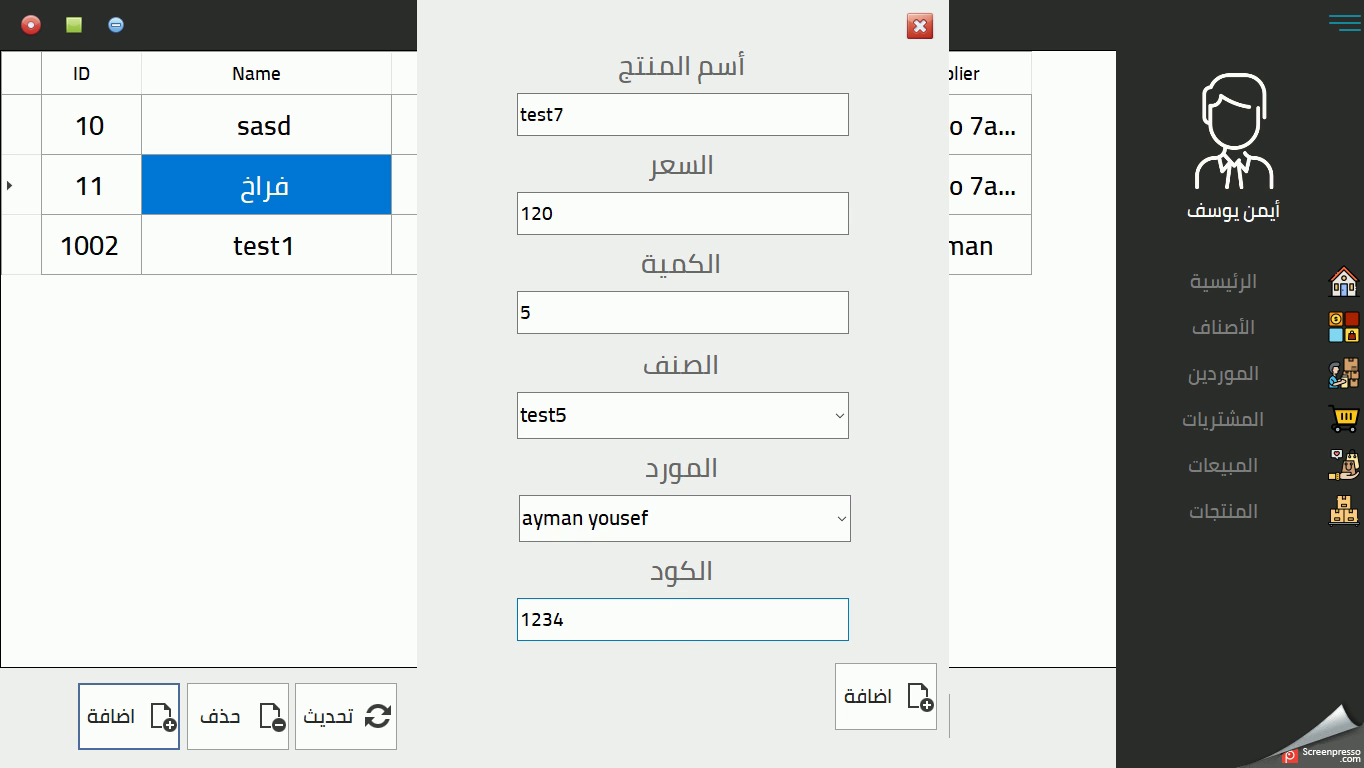 ID
Name
plier
10
sasd
o 7a...
11
فراخ
o 7a...
1002
test1
man
أسم المنتج
test7
السعر
120
الكمية
5
الصنف
test5
المورد
ayman yousef
الكود
1234
اضافة
اضافة
حذف
تحديث
أيمن يوسف
الرئيسية
الأصناف
الموردين
المشتريات
المبيعات
المنتجات
Screenpresso
.com